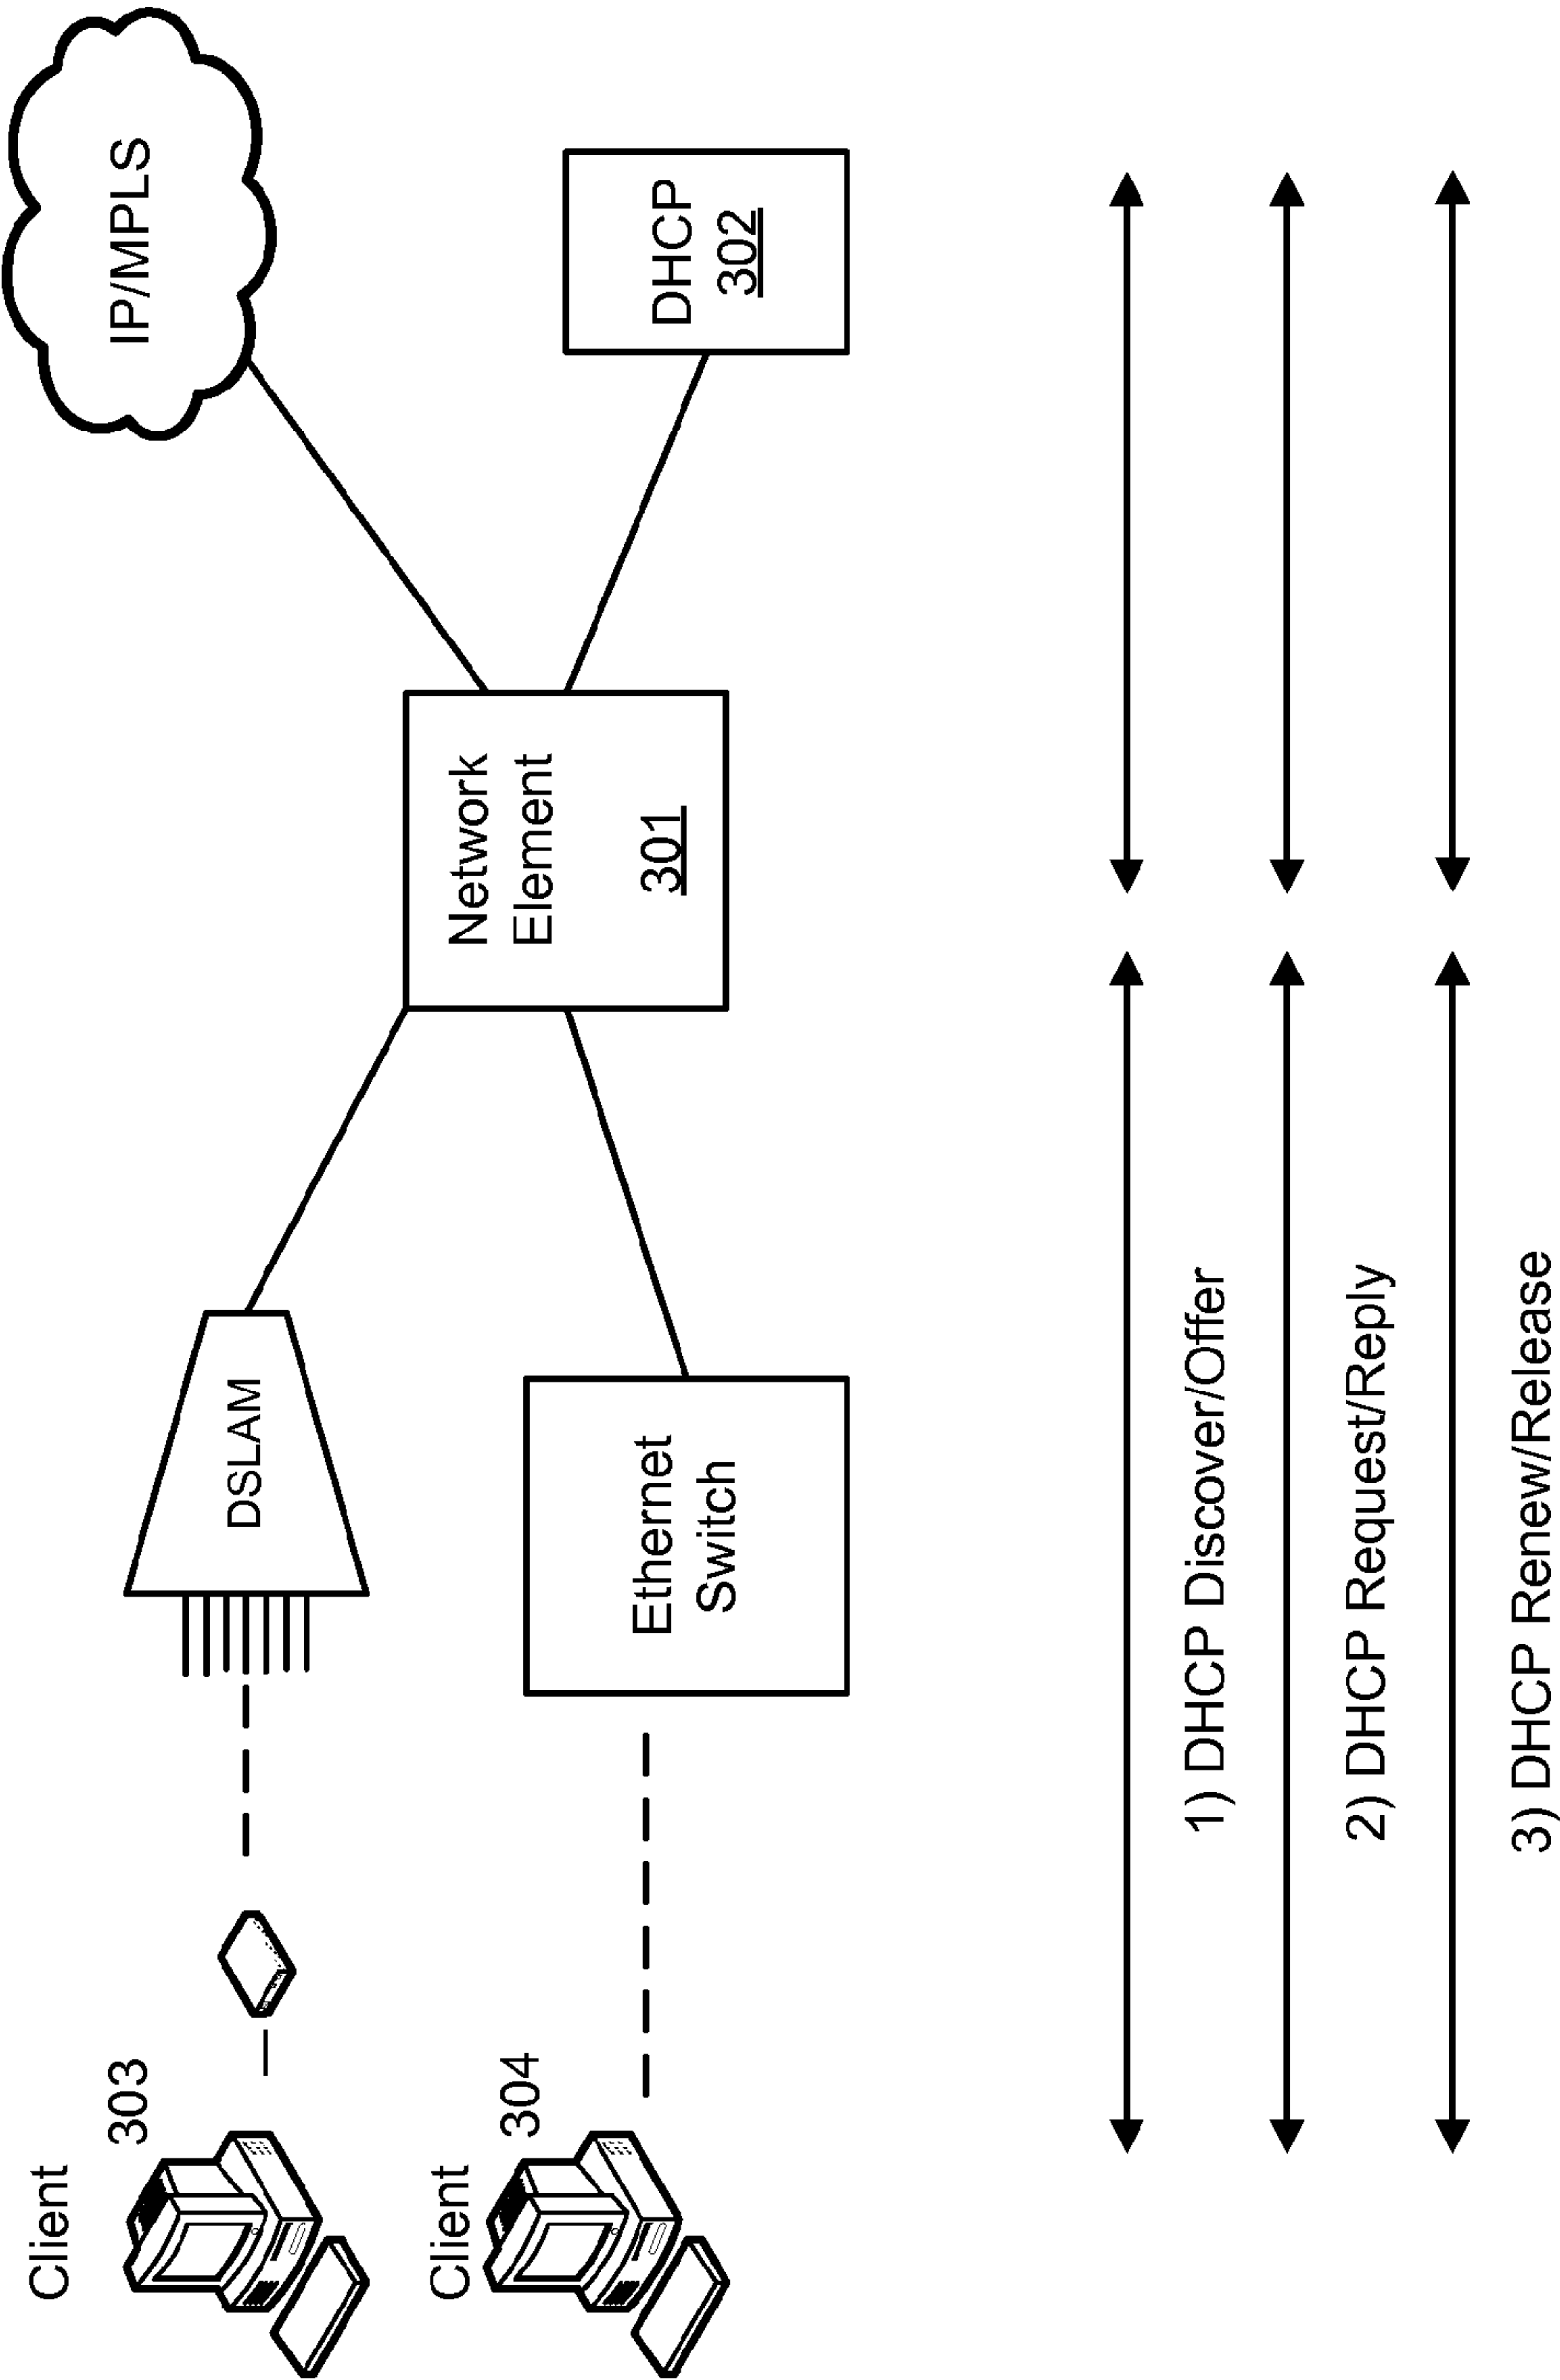 Client
303
Client
304
DSLAM
Ethernet
Switch
Network
Element
301
IP/MPLS
DHCP
302
1) DHCP Discover/Offer
2) DHCP Request/Reply
3) DHCP Renew/Release